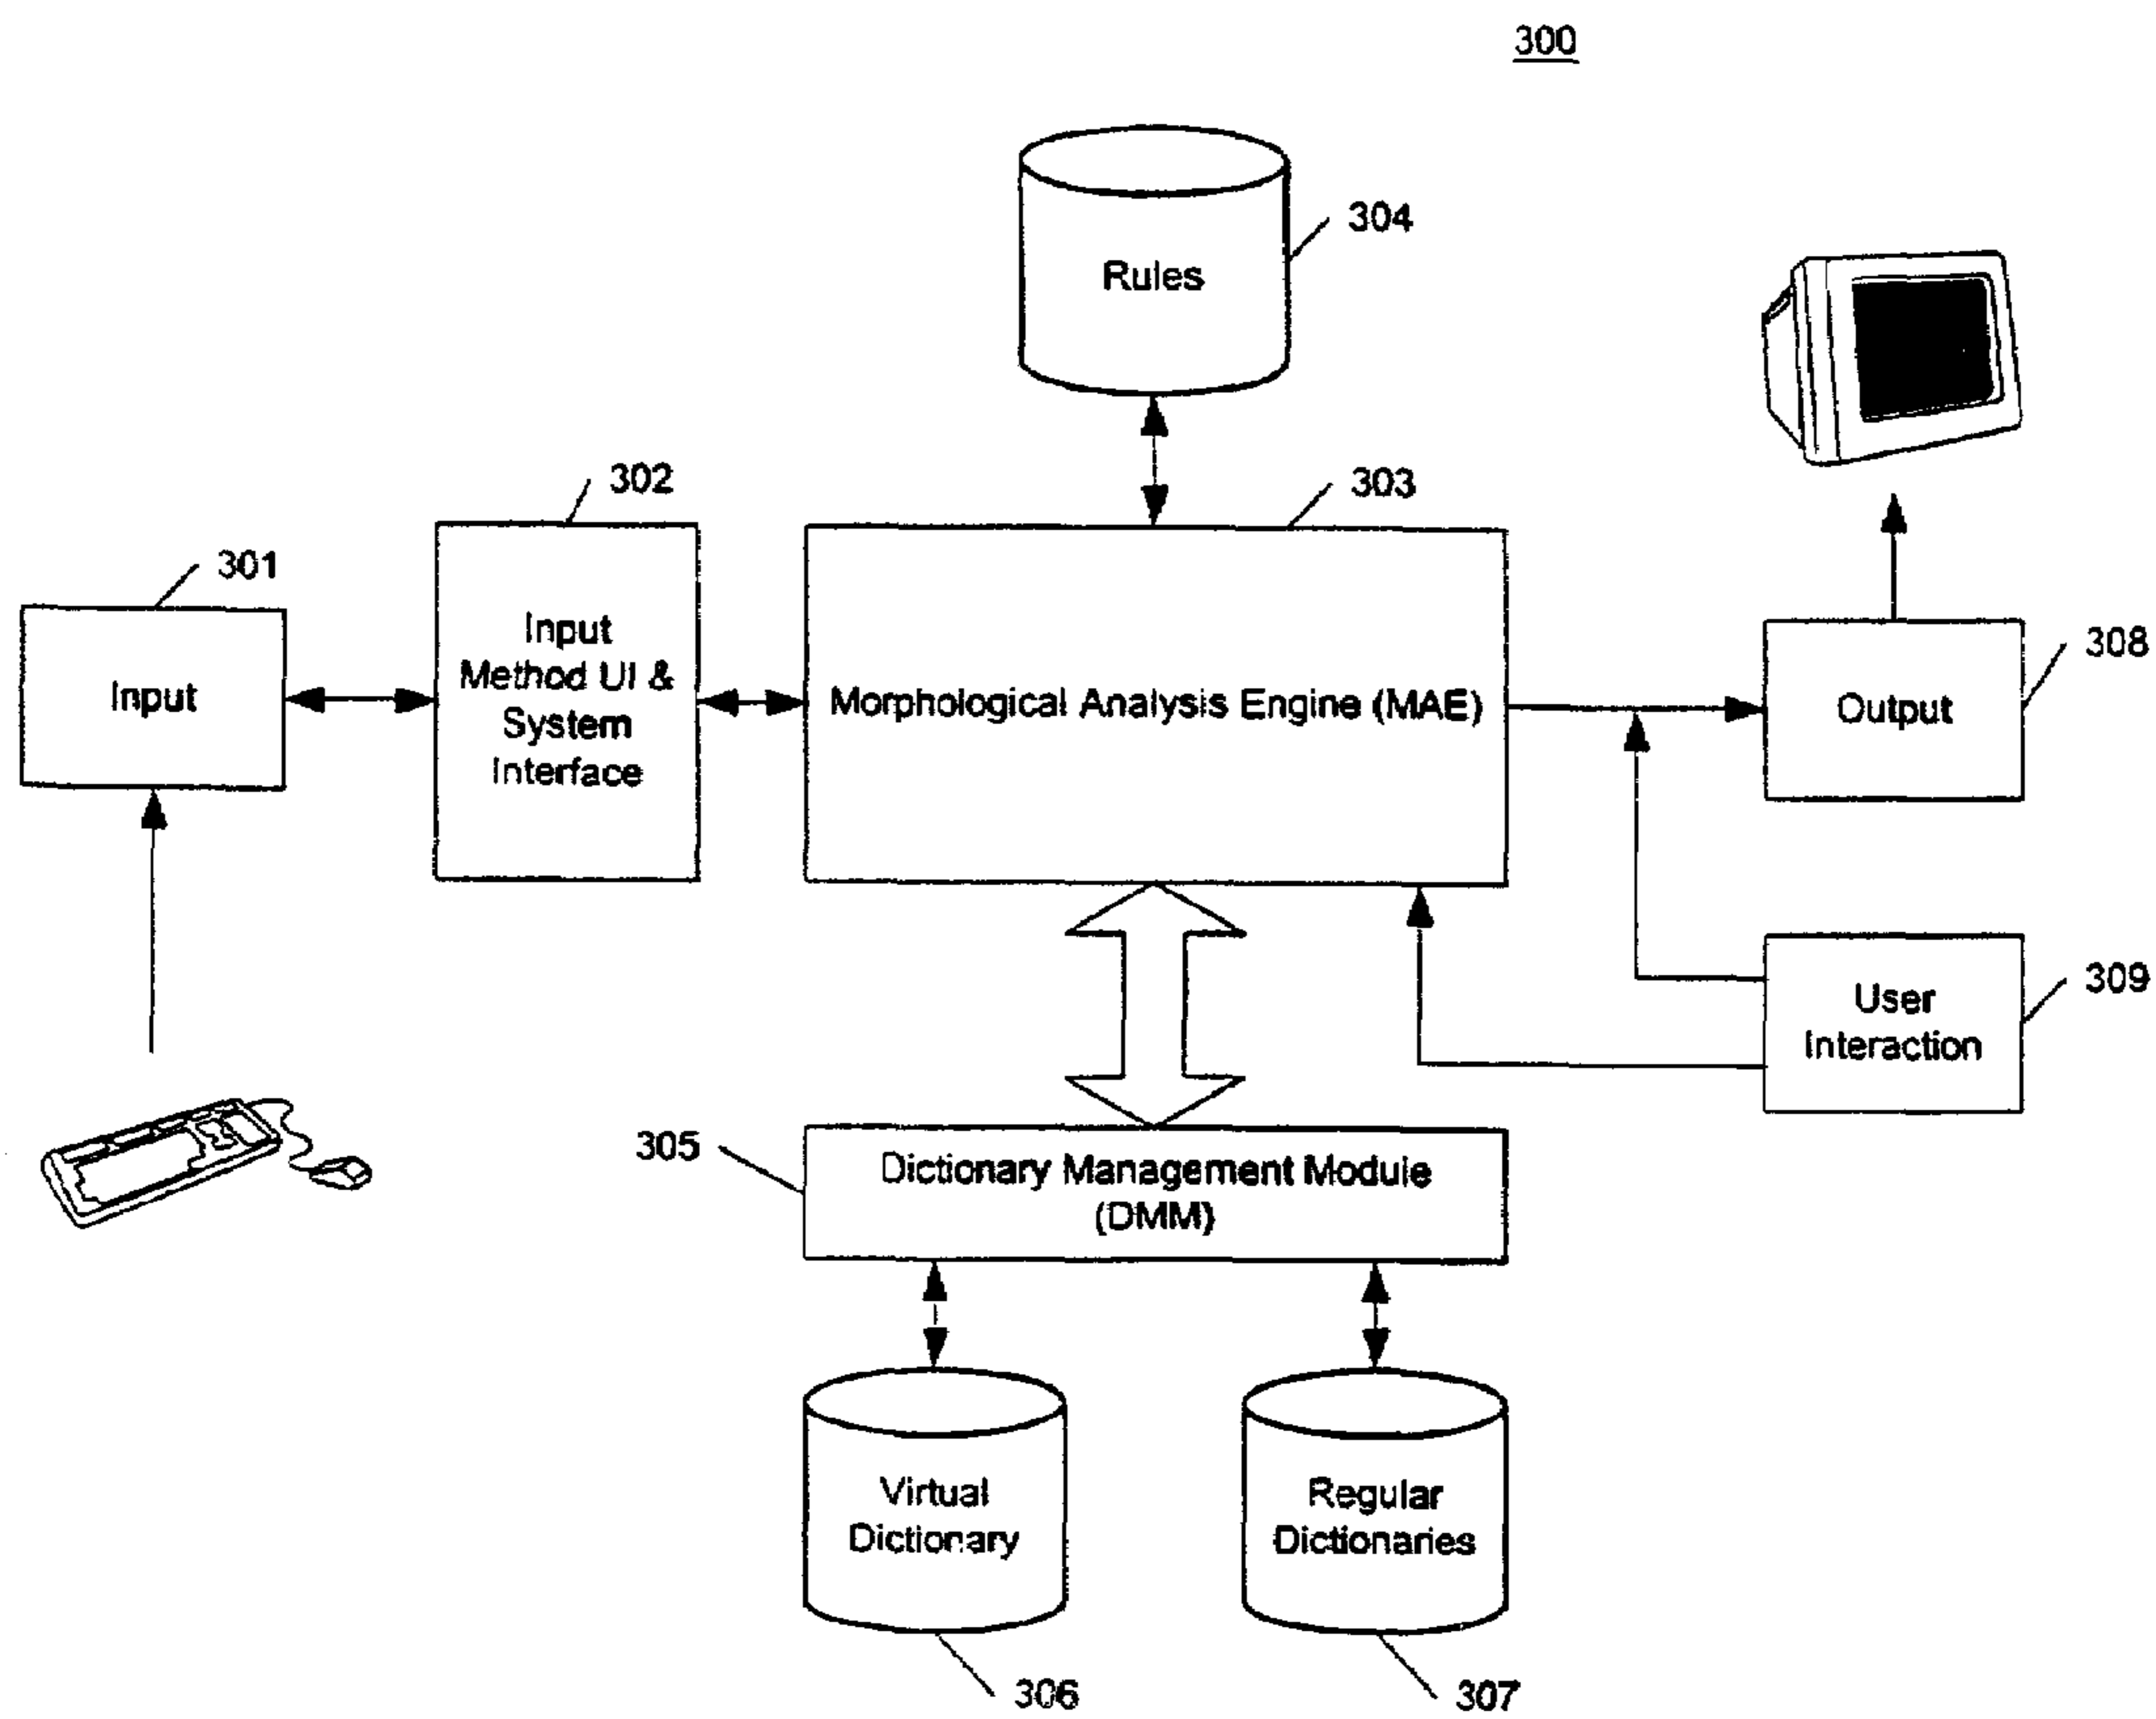 300
304
Rules
302
303
301
Input
Input
Method UI &
System
Interface
Morphological Analysis Engine (MAE)
308
Output
309
User
Interaction
305
Dictionary Management Module
(DMM)
Virtual
Dictionary
Regular
Dictionaries
306
307